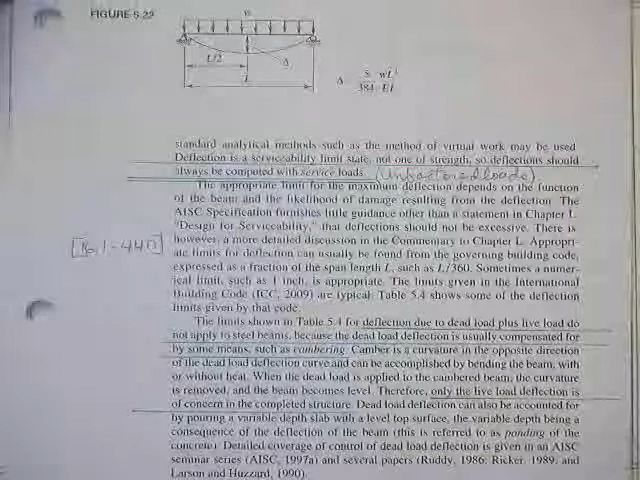 FIGURE 5.22
w
L/2
Δ
L
Δ 5 wL⁴
384 EI
standard analytical methods such as the method of virtual work may be used.
Deflection is a serviceability limit state, not one of strength, so deflections should
always be computed with service loads. (Unfactored loads).
The appropriate limit for the maximum deflection depends on the function
of the beam and the likelihood of damage resulting from the deflection. The
AISC Specification furnishes little guidance other than a statement in Chapter L,
"Design for Serviceability," that deflections should not be excessive. There is
however, a more detailed discussion in the Commentary to Chapter L. Appropri-
[16.1-440]
ate limits for deflection can usually be found from the governing building code,
expressed as a fraction of the span length L, such as L/360. Sometimes a numer-
ical limit, such as 1 inch, is appropriate. The limits given in the International
Building Code (ICC, 2009) are typical. Table 5.4 shows some of the deflection
limits given by that code.
The limits shown in Table 5.4 for deflection due to dead load plus live load do
not apply to steel beams, because the dead load deflection is usually compensated for
by some means, such as cambering. Camber is a curvature in the opposite direction
of the dead load deflection curve and can be accomplished by bending the beam, with
or without heat. When the dead load is applied to the cambered beam, the curvature
is removed, and the beam becomes level. Therefore, only the live load deflection is
of concern in the completed structure. Dead load deflection can also be accounted for
by pouring a variable depth slab with a level top surface, the variable depth being a
consequence of the deflection of the beam (this is referred to as ponding of the
concrete). Detailed coverage of control of dead load deflection is given in an AISC
seminar series (AISC, 1997a) and several papers (Ruddy, 1986; Ricker, 1989; and
Larson and Huzzard, 1990).